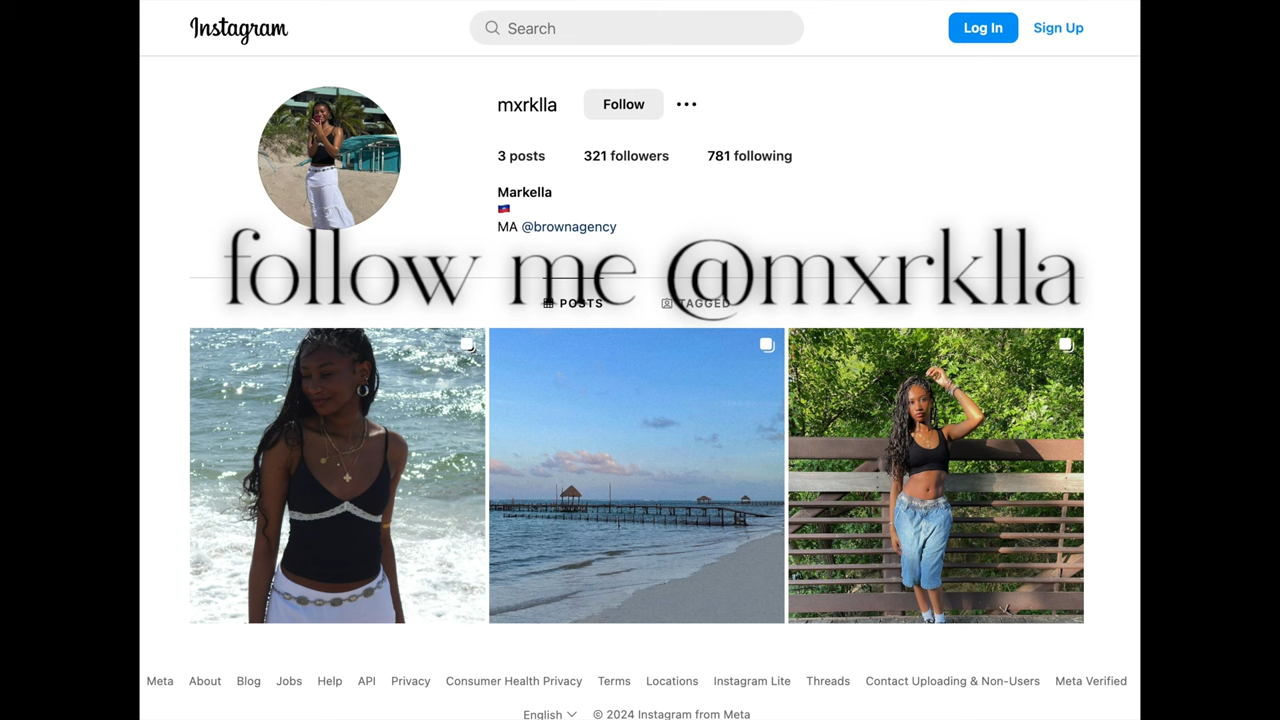 Instagram
Search
Log In
Sign Up
mxrklla
Follow
3 posts
321 followers
781 following
Markella
🇭🇹
MA @brownagency
follow me @mxrklla
POSTS
TAGGED
Meta
About
Blog
Jobs
Help
API
Privacy
Consumer Health Privacy
Terms
Locations
Instagram Lite
Threads
Contact Uploading & Non-Users
Meta Verified
English
© 2024 Instagram from Meta